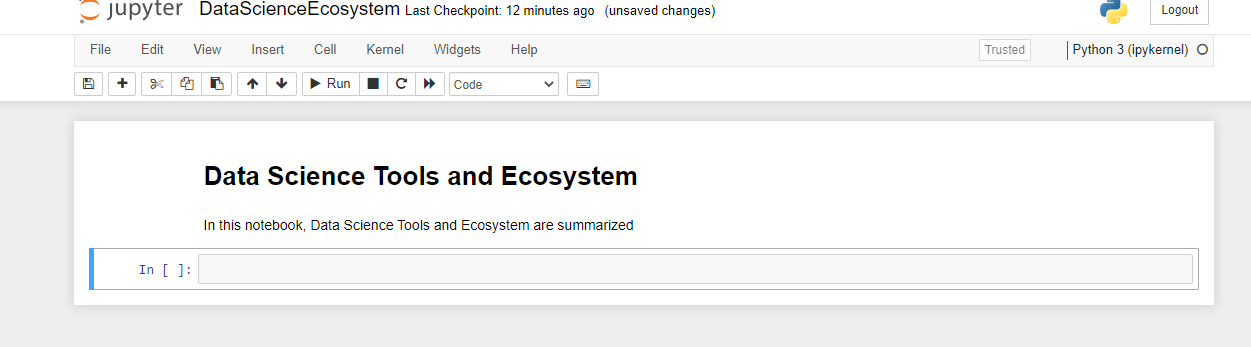 jupyter DataScienceEcosystem Last Checkpoint: 12 minutes ago (unsaved changes) Logout
File Edit View Insert Cell Kernel Widgets Help Trusted Python 3 (ipykernel)
Run Code
Data Science Tools and Ecosystem
In this notebook, Data Science Tools and Ecosystem are summarized
In [ ]: